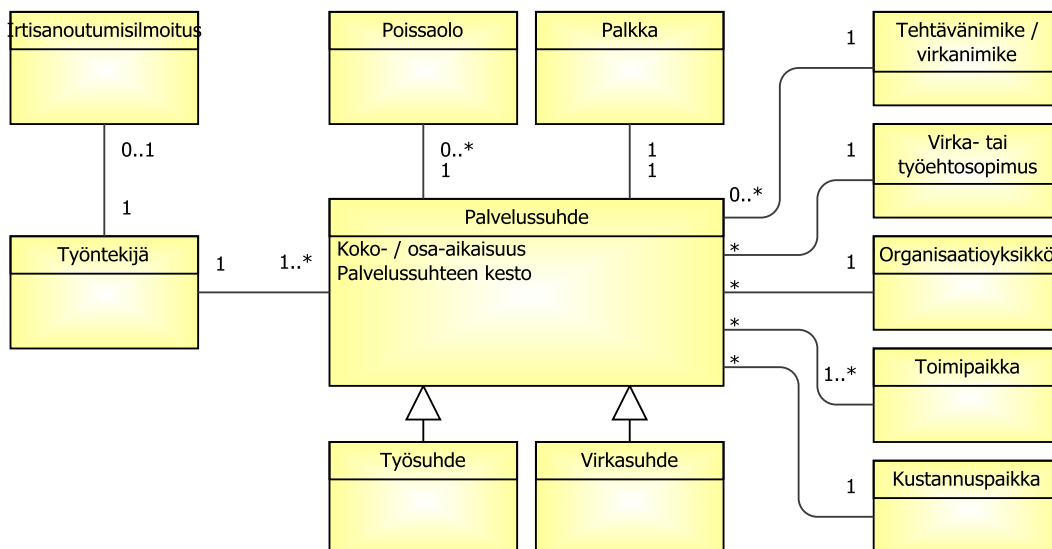 Irtisanoutumisilmoitus
Poissaolo
Palkka
Tehtävänimike /
virkanimike
1
0..1
0..*
1
1
1
1
Virka- tai
työehtosopimus
1
0..*
1
Työntekijä
1
1..*
Palvelussuhde
Koko- / osa-aikaisuus
Palvelussuhteen kesto
*
*
*
*
1
Organisaatioyksikkö
1..*
Toimipaikka
Työsuhde
Virkasuhde
1
Kustannuspaikka